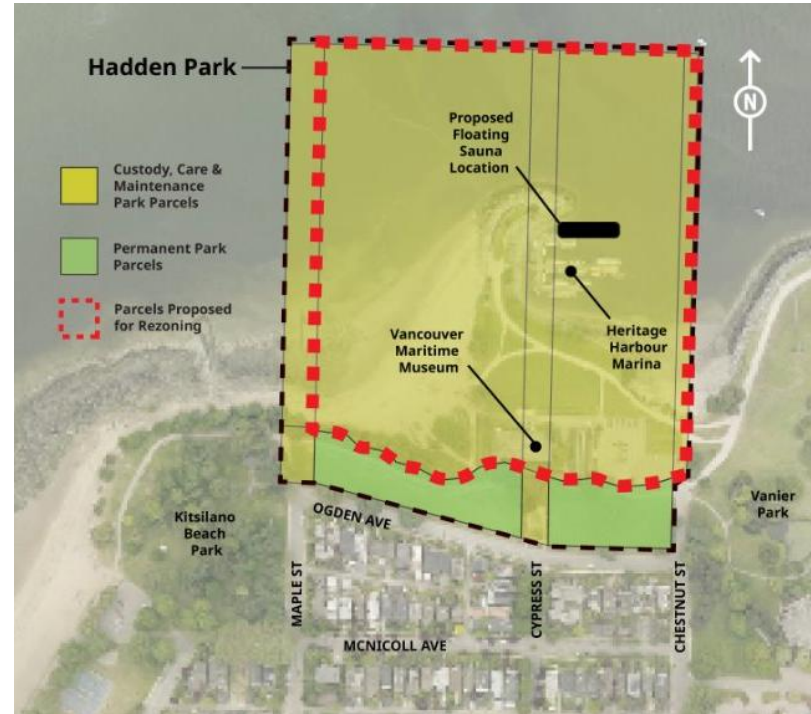 Hadden Park
N
Proposed
Floating
Sauna
Location
Custody, Care &
Maintenance
Park Parcels
Permanent Park
Parcels
Parcels Proposed
for Rezoning
Vancouver
Maritime
Museum
Heritage
Harbour
Marina
OGDEN AVE
Kitsilano
Beach
Park
Vanier
Park
MAPLE ST
CYPRESS ST
CHESTNUT ST
MCNICOLL AVE